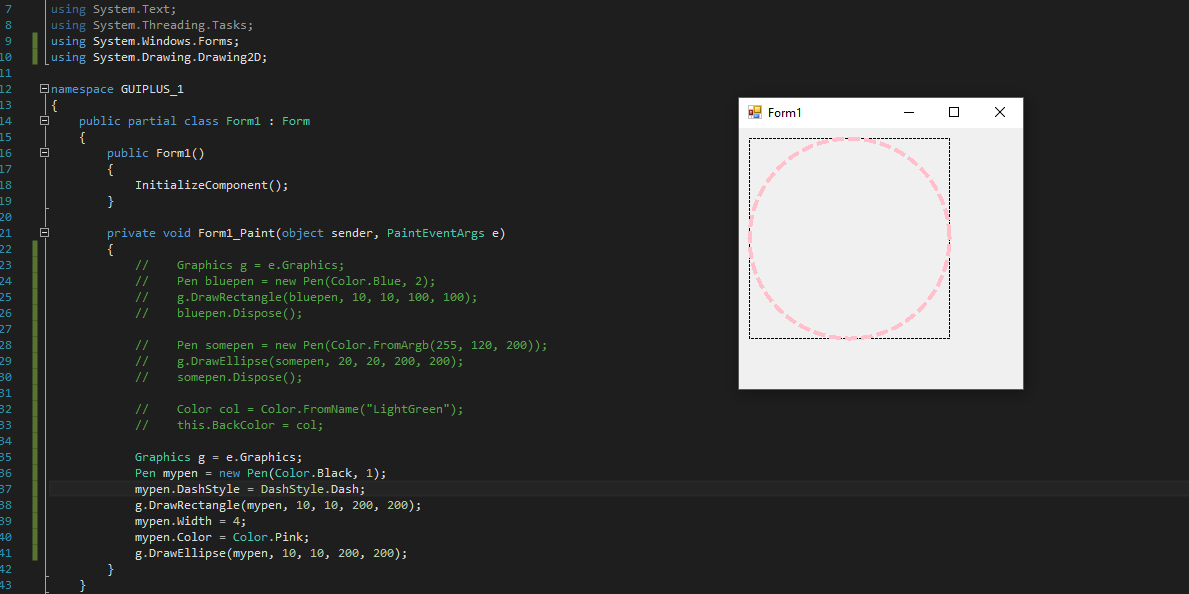 7 using System.Text;
8 using System.Threading.Tasks;
9 using System.Windows.Forms;
10 using System.Drawing.Drawing2D;
11
12 namespace GUIPLUS_1
13 {
14 public partial class Form1 : Form
15 {
16 public Form1()
17 {
18 InitializeComponent();
19 }
20
21 private void Form1_Paint(object sender, PaintEventArgs e)
22 {
23 // Graphics g = e.Graphics;
24 // Pen bluepen = new Pen(Color.Blue, 2);
25 // g.DrawRectangle(bluepen, 10, 10, 100, 100);
26 // bluepen.Dispose();
27
28 // Pen somepen = new Pen(Color.FromArgb(255, 120, 200));
29 // g.DrawEllipse(somepen, 20, 20, 200, 200);
30 // somepen.Dispose();
31
32 // Color col = Color.FromName("LightGreen");
33 // this.BackColor = col;
34
35 Graphics g = e.Graphics;
36 Pen mypen = new Pen(Color.Black, 1);
37 mypen.DashStyle = DashStyle.Dash;
38 g.DrawRectangle(mypen, 10, 10, 200, 200);
39 mypen.Width = 4;
40 mypen.Color = Color.Pink;
41 g.DrawEllipse(mypen, 10, 10, 200, 200);
42 }
43 }
Form1